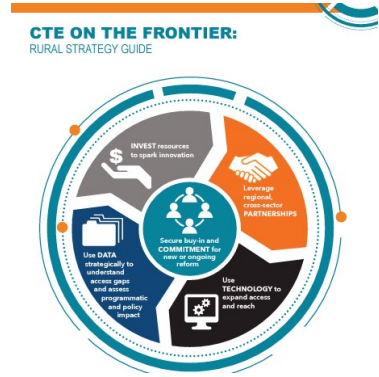 CTE ON THE FRONTIER:
RURAL STRATEGY GUIDE
INVEST resources
to spark innovation
$
Leverage
regional,
cross-sector
PARTNERSHIPS
Secure buy-in and
COMMITMENT for
new or ongoing
reform
Use DATA
strategically to
understand
access gaps
and assess
programmatic
and policy
impact
Use
TECHNOLOGY to
expand access
and reach